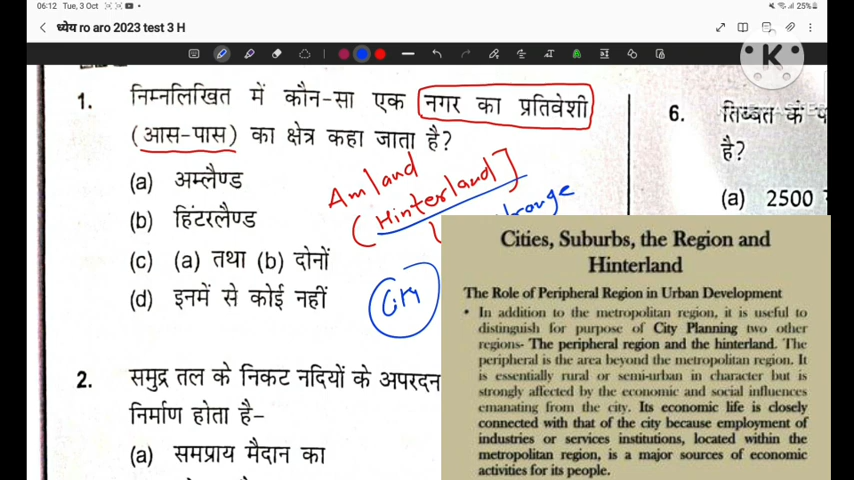 06:12 Tue, 3 Oct
25%
ध्येय ro aro 2023 test 3 H
K
1. निम्नलिखित में कौन-सा एक नगर का प्रतिवेशी
(आस-पास) का क्षेत्र कहा जाता है?
(a) अम्लैण्ड
(b) हिंटरलैण्ड
(c) (a) तथा (b) दोनों
(d) इनमें से कोई नहीं
Amland
(Hinterland)
City
2. समुद्र तल के निकट नदियों के अपरदन
निर्माण होता है–
(a) समप्राय मैदान का
6. तिब्बत के
है?
(a) 2500
Cities, Suburbs, the Region and
Hinterland
The Role of Peripheral Region in Urban Development
• In addition to the metropolitan region, it is useful to
distinguish for purpose of City Planning two other
regions- The peripheral region and the hinterland. The
peripheral is the area beyond the metropolitan region. It
is essentially rural or semi-urban in character but is
strongly affected by the economic and social influences
emanating from the city. Its economic life is closely
connected with that of the city because employment of
industries or services institutions, located within the
metropolitan region, is a major sources of economic
activities for its people.